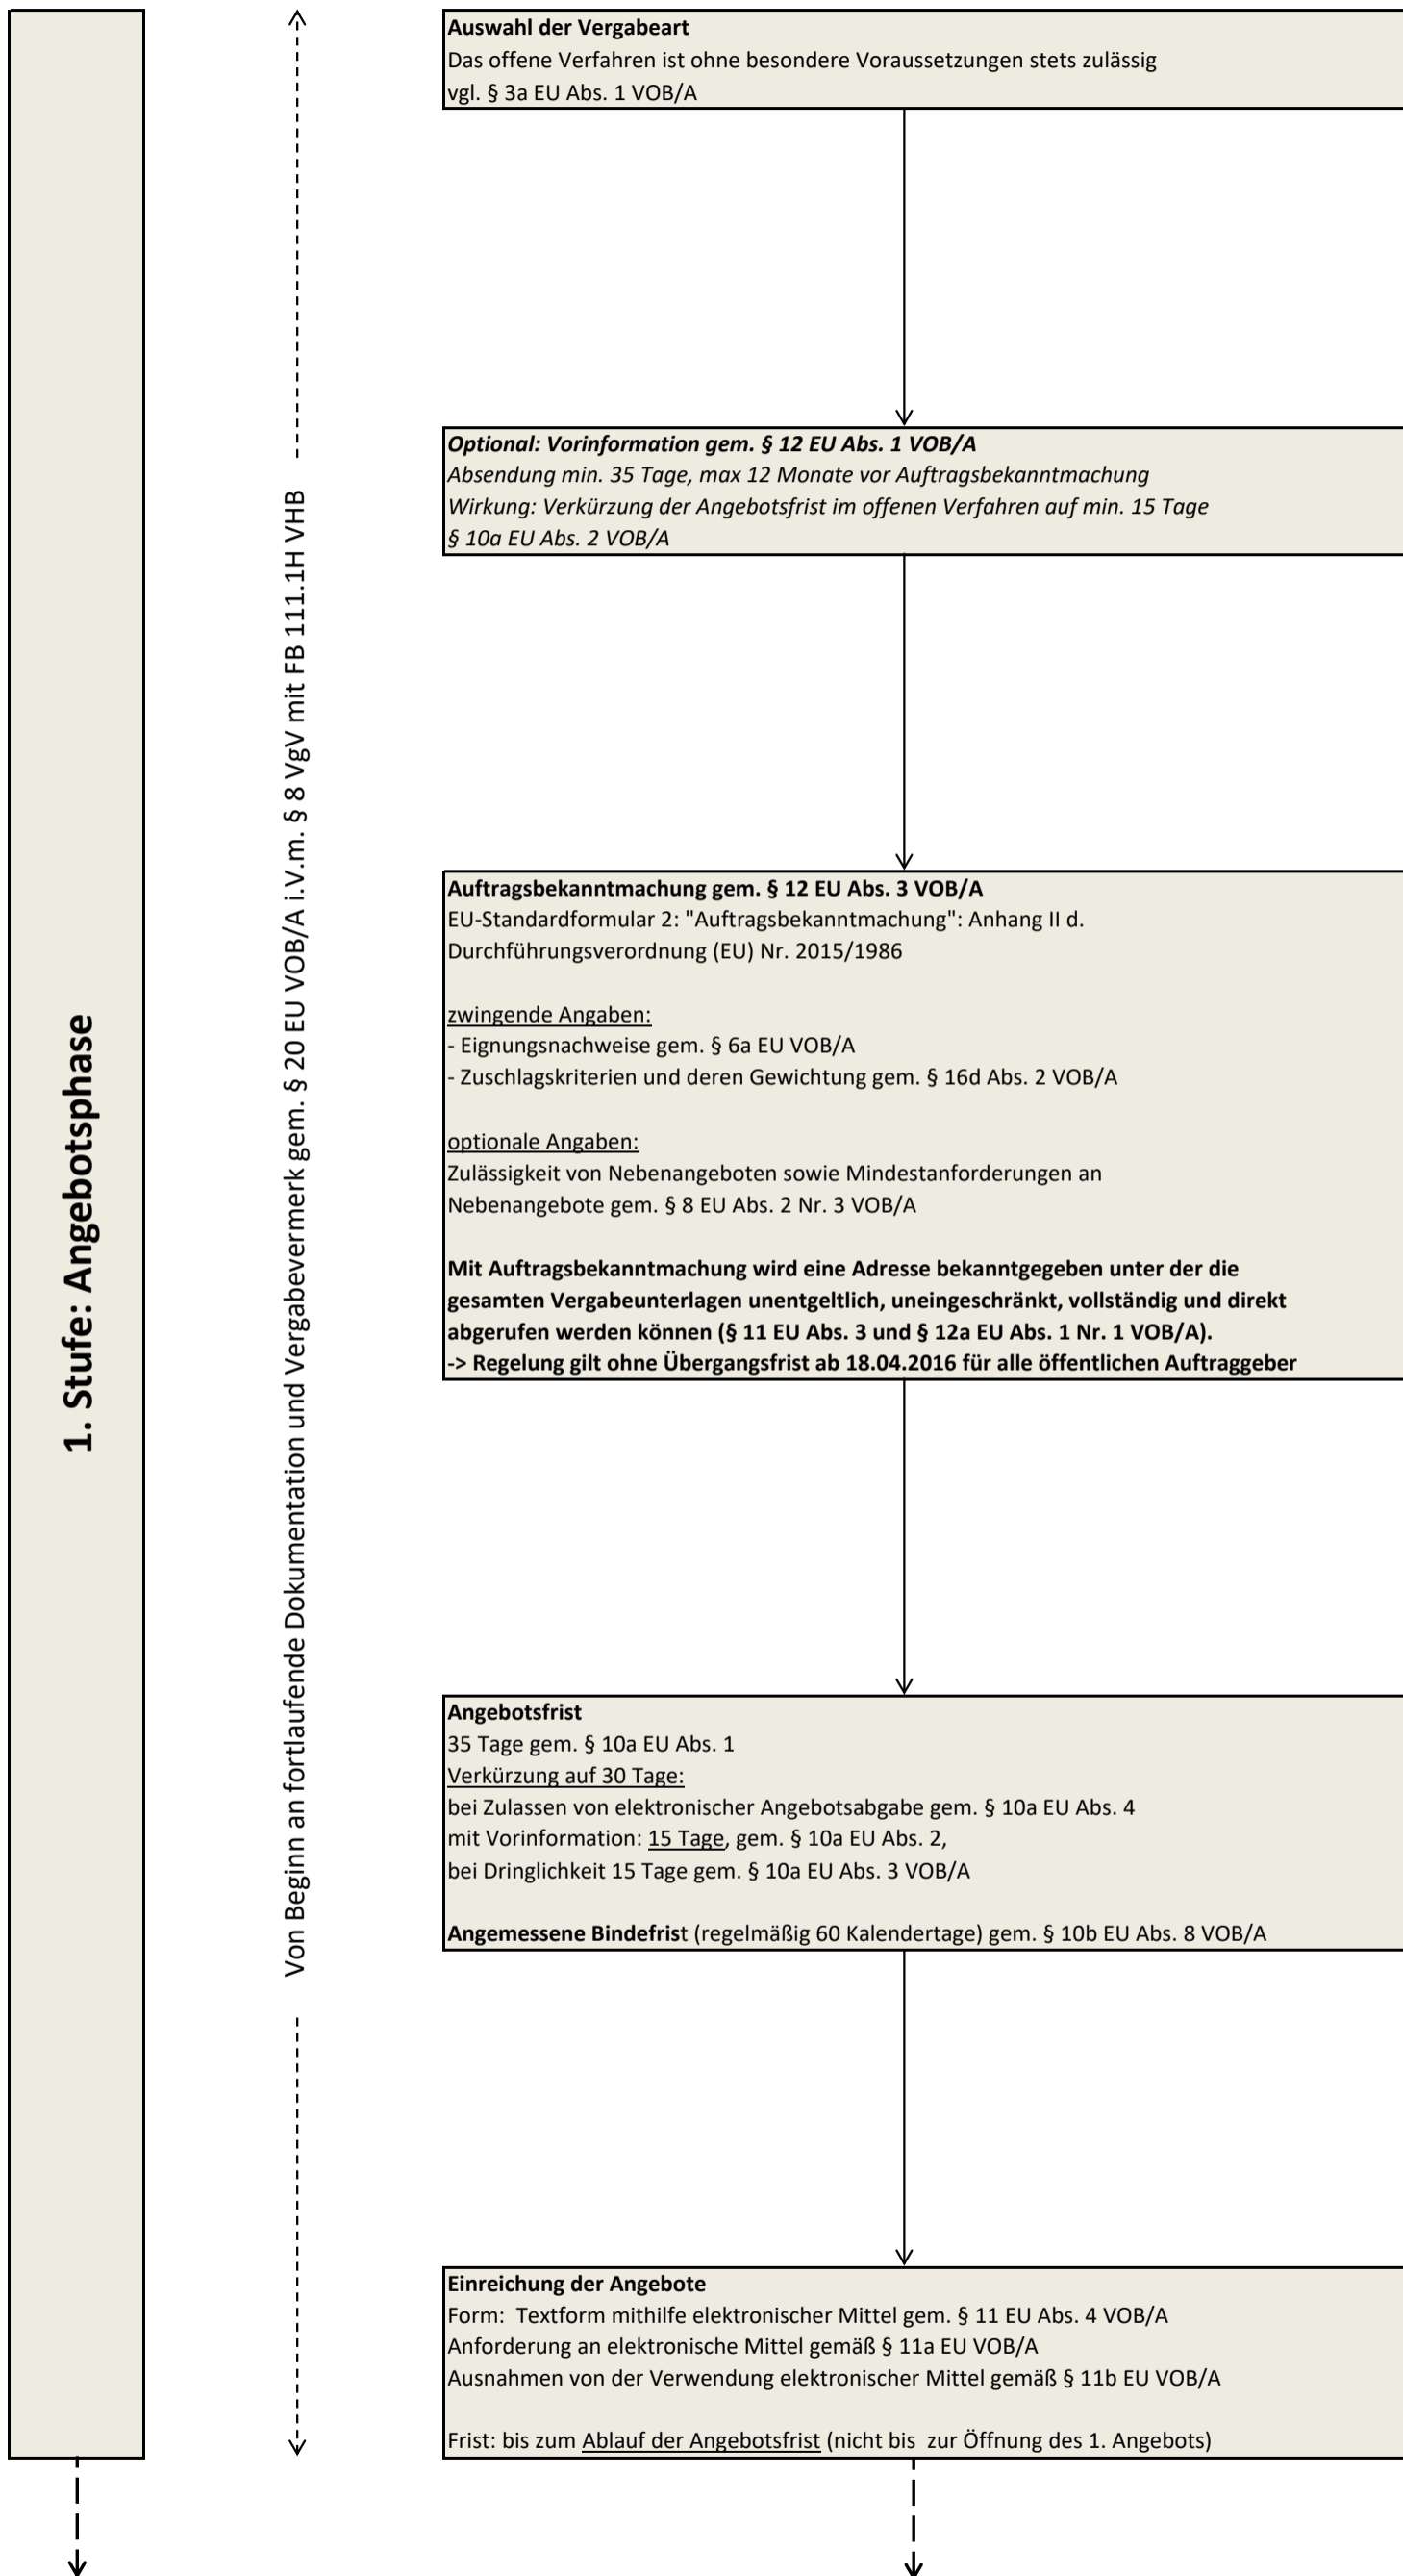 1. Stufe: Angebotsphase
Von Beginn an fortlaufende Dokumentation und Vergabevermerk gem. § 20 EU VOB/A i.V.m. § 8 VgV mit FB 111.1H VHB
Auswahl der Vergabeart
Das offene Verfahren ist ohne besondere Voraussetzungen stets zulässig
vgl. § 3a EU Abs. 1 VOB/A
Optional: Vorinformation gem. § 12 EU Abs. 1 VOB/A
Absendung min. 35 Tage, max 12 Monate vor Auftragsbekanntmachung
Wirkung: Verkürzung der Angebotsfrist im offenen Verfahren auf min. 15 Tage
§ 10a EU Abs. 2 VOB/A
Auftragsbekanntmachung gem. § 12 EU Abs. 3 VOB/A
EU-Standardformular 2: "Auftragsbekanntmachung": Anhang II d.
Durchführungsverordnung (EU) Nr. 2015/1986
zwingende Angaben:
- Eignungsnachweise gem. § 6a EU VOB/A
- Zuschlagskriterien und deren Gewichtung gem. § 16d Abs. 2 VOB/A
optionale Angaben:
Zulässigkeit von Nebenangeboten sowie Mindestanforderungen an
Nebenangebote gem. § 8 EU Abs. 2 Nr. 3 VOB/A
Mit Auftragsbekanntmachung wird eine Adresse bekanntgegeben unter der die
gesamten Vergabeunterlagen unentgeltlich, uneingeschränkt, vollständig und direkt
abgerufen werden können (§ 11 EU Abs. 3 und § 12a EU Abs. 1 Nr. 1 VOB/A).
-> Regelung gilt ohne Übergangsfrist ab 18.04.2016 für alle öffentlichen Auftraggeber
Angebotsfrist
35 Tage gem. § 10a EU Abs. 1
Verkürzung auf 30 Tage:
bei Zulassen von elektronischer Angebotsabgabe gem. § 10a EU Abs. 4
mit Vorinformation: 15 Tage, gem. § 10a EU Abs. 2,
bei Dringlichkeit 15 Tage gem. § 10a EU Abs. 3 VOB/A
Angemessene Bindefrist (regelmäßig 60 Kalendertage) gem. § 10b EU Abs. 8 VOB/A
Einreichung der Angebote
Form:  Textform mithilfe elektronischer Mittel gem. § 11 EU Abs. 4 VOB/A
Anforderung an elektronische Mittel gemäß § 11a EU VOB/A
Ausnahmen von der Verwendung elektronischer Mittel gemäß § 11b EU VOB/A
Frist: bis zum Ablauf der Angebotsfrist (nicht bis  zur Öffnung des 1. Angebots)